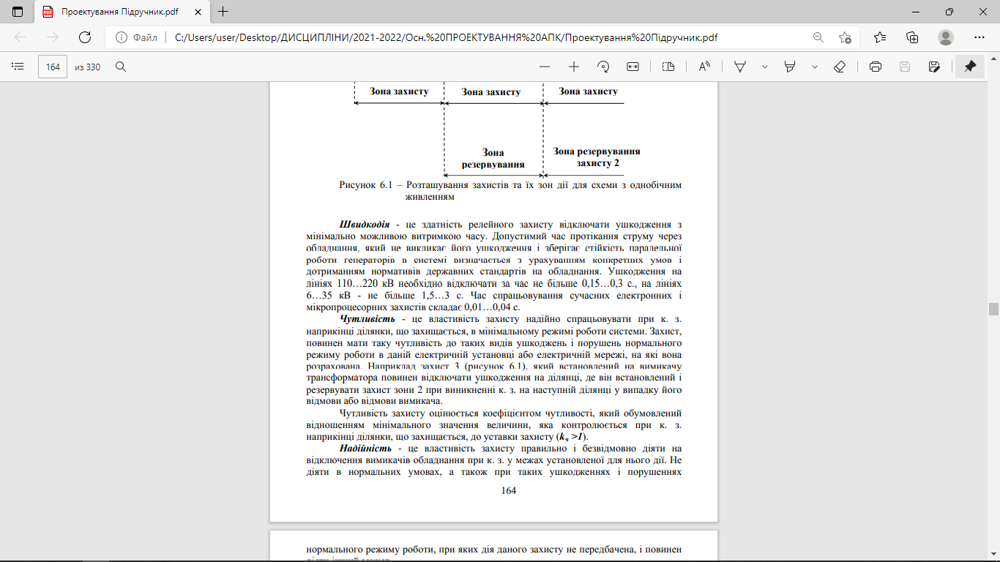 Проектування Підручник.pdf
Файл
C:/Users/user/Desktop/ДИСЦИПЛІНИ/2021-2022/Осн.%20ПРОЕКТУВАННЯ%20АПК/Проектування%20Підручник.pdf
164 из 330
Зона захисту Зона захисту Зона захисту
Зона Зона резервування
резервування захисту 2
Рисунок 6.1 – Розташування захистів та їх зон дії для схеми з однобічним
живленням
Швидкодія - це здатність релейного захисту відключати ушкодження з
мінімально можливою витримкою часу. Допустимий час протікання струму через
обладнання, який не викликає його ушкодження і зберігає стійкість паралельної
роботи генераторів в системі визначається з урахуванням конкретних умов і
дотриманням нормативів державних стандартів на обладнання. Ушкодження на
лініях 110…220 кВ необхідно відключати за час не більше 0,15…0,3 с., на лініях
6…35 кВ - не більше 1,5…3 с. Час спрацьовування сучасних електронних і
мікропроцесорних захистів складає 0,01…0,04 с.
Чутливість - це властивість захисту надійно спрацьовувати при к. з.
наприкінці ділянки, що захищається, в мінімальному режимі роботи системи. Захист,
повинен мати таку чутливість до таких видів ушкоджень і порушень нормального
режиму роботи в даній електричній установці або електричній мережі, на які вона
розрахована. Наприклад захист 3 (рисунок 6.1), який встановлений на вимикачу
трансформатора повинен відключати ушкодження на ділянці, де він встановлений і
резервувати захист зони 2 при виникненні к. з. на наступній ділянці у випадку його
відмови або відмови вимикача.
Чутливість захисту оцінюється коефіцієнтом чутливості, який обумовлений
відношенням мінімального значення величини, яка контролюється при к. з.
наприкінці ділянки, що захищається, до уставки захисту (kч >1).
Надійність - це властивість захисту правильно і безвідмовно діяти на
відключення вимикачів обладнання при к. з. у межах установленої для нього дії. Не
діяти в нормальних умовах, а також при таких ушкодженнях і порушеннях
164
нормального режиму роботи, при яких дія даного захисту не передбачена, і повинен